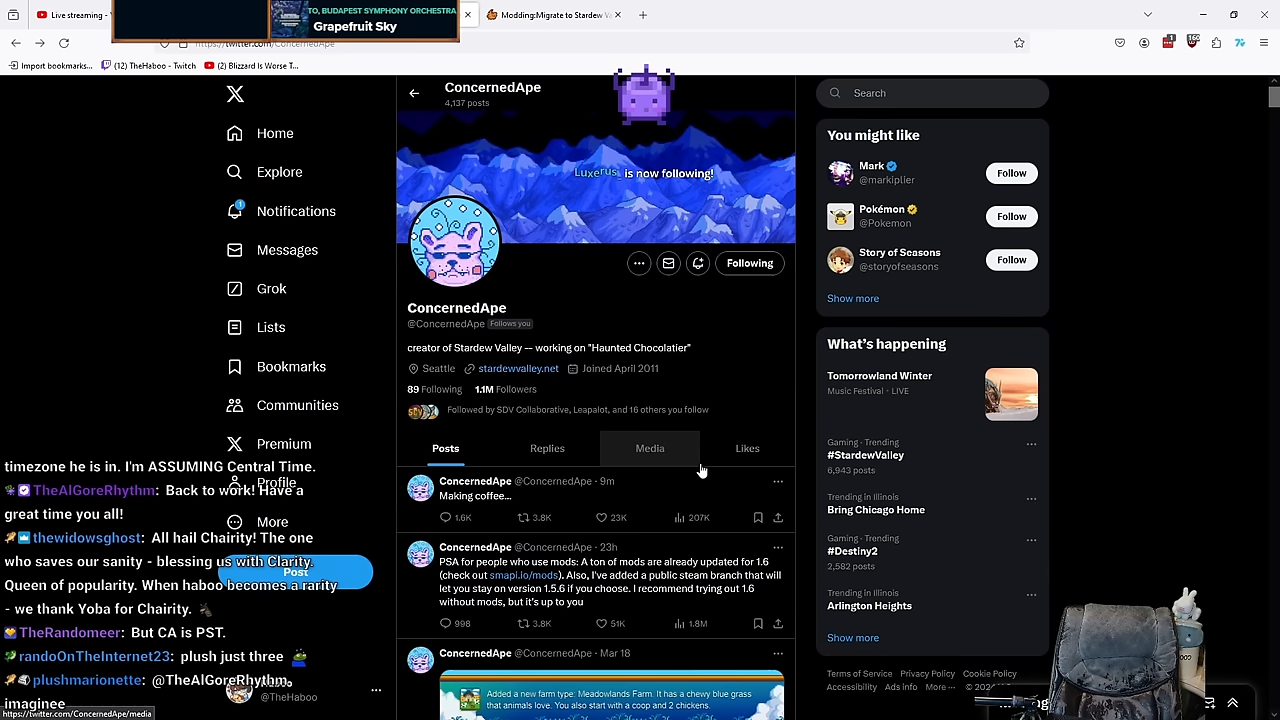 Live streaming -
TO, BUDAPEST SYMPHONY ORCHESTRA
Grapefruit Sky
Modding:Migrate to Stardew Va
https://twitter.com/ConcernedApe
Import bookmarks...
(12) TheHaboo - Twitch
(2) Blizzard Is Worse T...
ConcernedApe
4,137 posts
Luxerus is now following!
Home
Explore
1
Notifications
Messages
Grok
Lists
Bookmarks
Communities
Premium
Profile
More
Post
@TheHaboo
Following
ConcernedApe
@ConcernedApe Follows you
creator of Stardew Valley -- working on "Haunted Chocolatier"
Seattle stardewvalley.net Joined April 2011
89 Following 1.1M Followers
Followed by SDV Collaborative, Leapalot, and 16 others you follow
Posts Replies Media Likes
ConcernedApe @ConcernedApe · 9m
Making coffee...
1.6K 3.8K 23K 207K
ConcernedApe @ConcernedApe · 23h
PSA for people who use mods: A ton of mods are already updated for 1.6
(check out smapi.io/mods). Also, I've added a public steam branch that will
let you stay on version 1.5.6 if you choose. I recommend trying out 1.6
without mods, but it's up to you
998 3.8K 51K 1.8M
ConcernedApe @ConcernedApe · Mar 18
Added a new farm type: Meadowlands Farm. It has a chewy blue grass
that animals love. You also start with a coop and 2 chickens.
Search
You might like
Mark
@markiplier
Follow
Pokémon
@Pokemon
Follow
Story of Seasons
@storyofseasons
Follow
Show more
What's happening
Tomorrowland Winter
Music Festival · LIVE
Gaming · Trending
#StardewValley
6,943 posts
Trending in Illinois
Bring Chicago Home
Gaming · Trending
#Destiny2
2,582 posts
Trending in Illinois
Arlington Heights
Show more
Terms of Service Privacy Policy Cookie Policy
Accessibility Ads info More ···
timezone he is in. I'm ASSUMING Central Time.
TheAlGoreRhythm: Back to work! Have a
great time you all!
thewidowsghost: All hail Chairity! The one
who saves our sanity - blessing us with Clarity.
Queen of popularity. When haboo becomes a rarity
- we thank Yoba for Chairity.
TheRandomeer: But CA is PST.
randoOnTheInternet23: plush just three
plushmarionette: @TheAlGoreRhythm,
imaginee
https://twitter.com/ConcernedApe/media